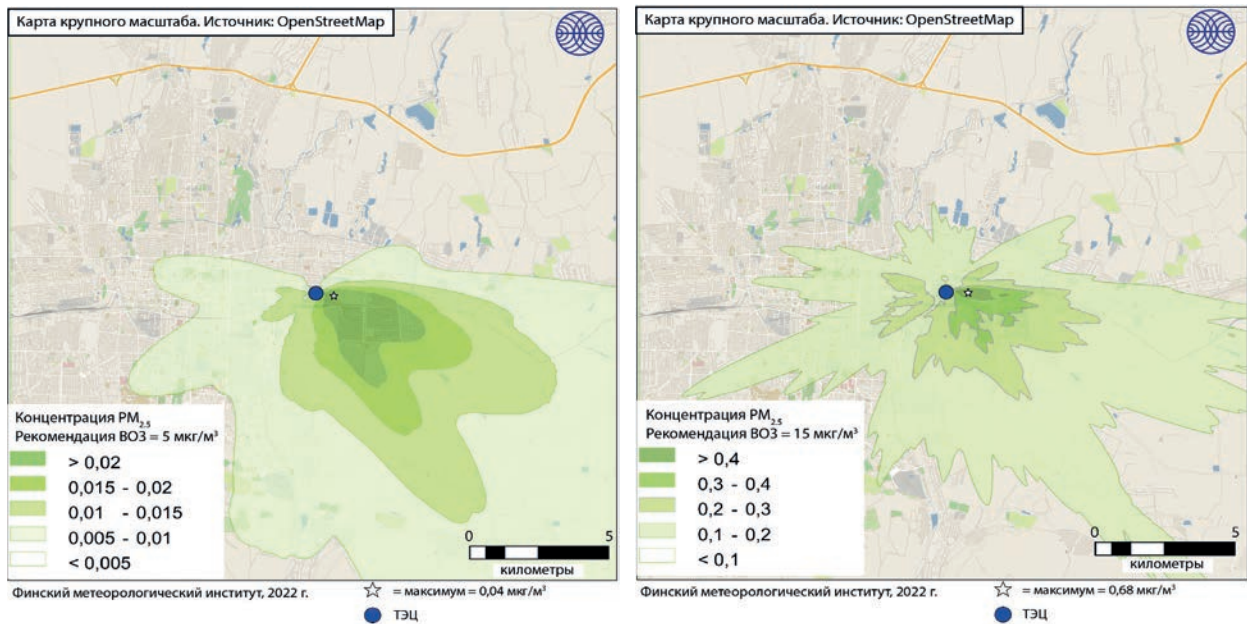 Карта крупного масштаба. Источник: OpenStreetMap
Концентрация PM2.5
Рекомендация ВОЗ = 5 мкг/м³
> 0,02
0,015 - 0,02
0,01 - 0,015
0,005 - 0,01
< 0,005
0 5
километры
Финский метеорологический институт, 2022 г.
= максимум = 0,04 мкг/м³
ТЭЦ
Карта крупного масштаба. Источник: OpenStreetMap
Концентрация PM2.5
Рекомендация ВОЗ = 15 мкг/м³
> 0,4
0,3 - 0,4
0,2 - 0,3
0,1 - 0,2
< 0,1
0 5
километры
Финский метеорологический институт, 2022 г.
= максимум = 0,68 мкг/м³
ТЭЦ